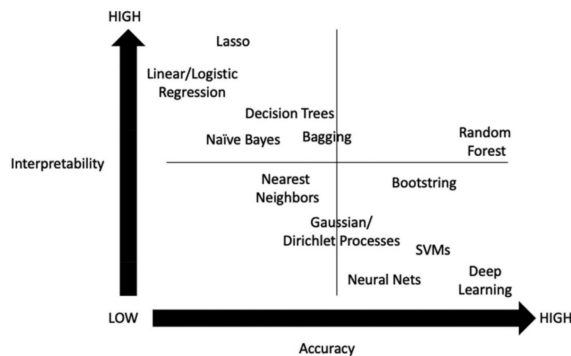 HIGH
Lasso
Linear/Logistic
Regression
Decision Trees
Naïve Bayes
Bagging
Random
Forest
Interpretability
Nearest
Neighbors
Bootstring
Gaussian/
Dirichlet Processes
SVMs
Neural Nets
Deep
Learning
LOW
HIGH
Accuracy